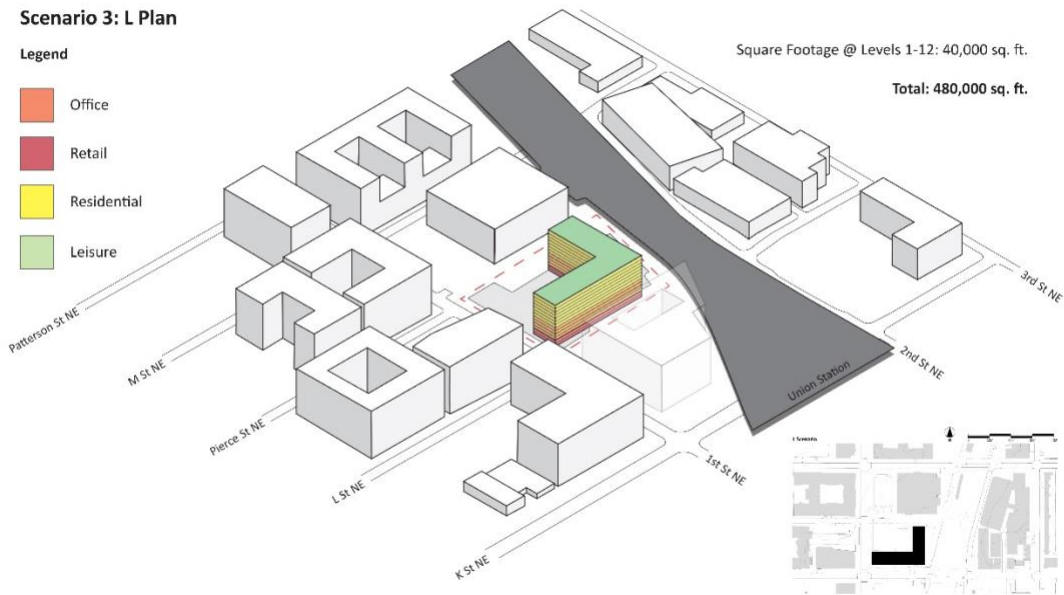 Scenario 3: L Plan
Legend
Office
Retail
Residential
Leisure
Square Footage @ Levels 1-12: 40,000 sq. ft.
Total: 480,000 sq. ft.
Patterson St NE
M St NE
Pierce St NE
L St NE
K St NE
1st St NE
2nd St NE
3rd St NE
Union Station